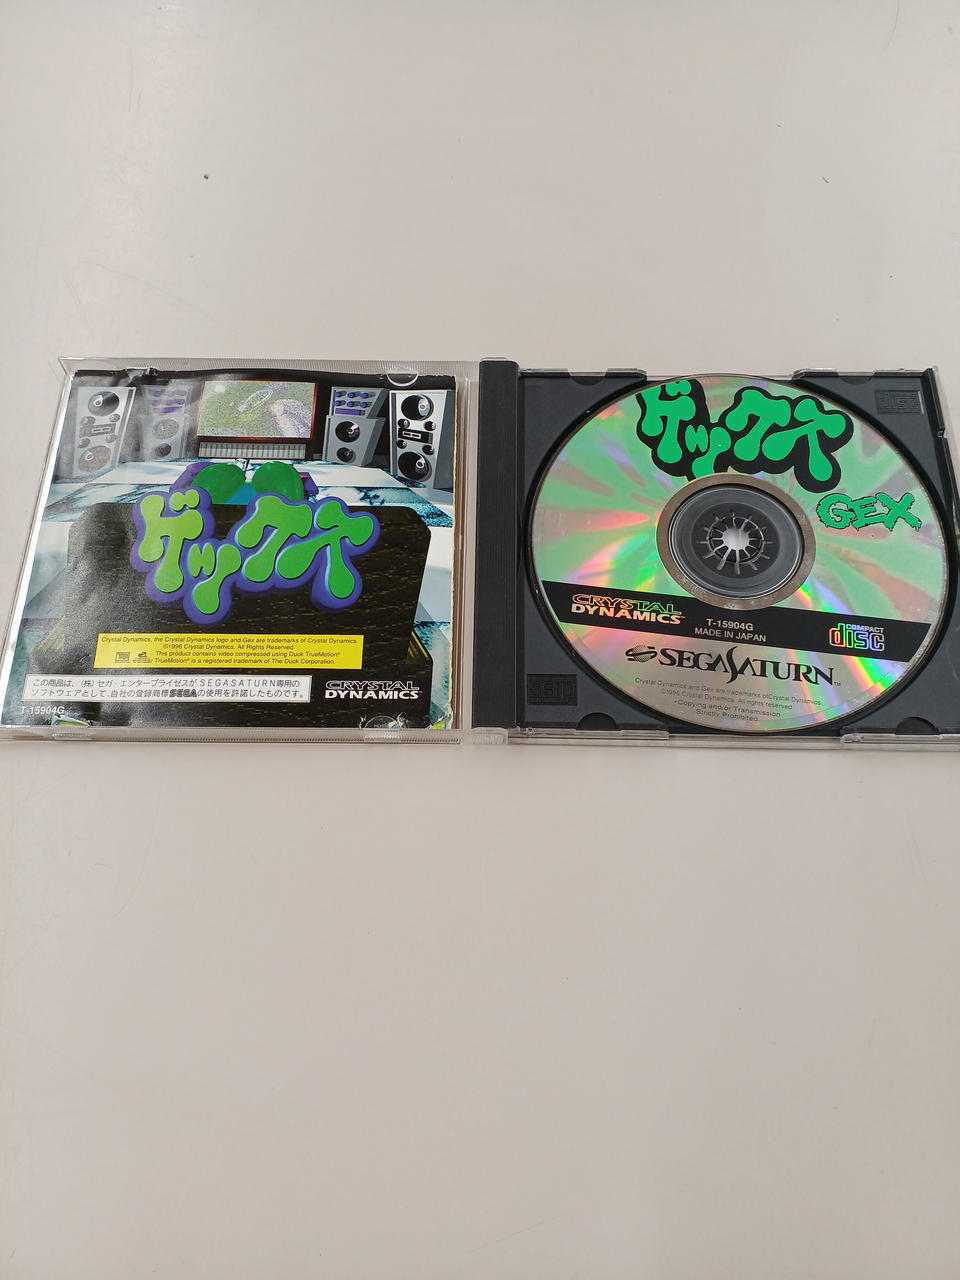 ゲックス
Crystal Dynamics, the Crystal Dynamics logo and Gex are trademarks of Crystal Dynamics
©1996 Crystal Dynamics. All Rights Reserved.
This product contains video compressed using Duck TrueMotion®
TrueMotion® is a registered trademark of The Duck Corporation.
この商品は、(株)セガ・エンタープライゼスがSEGASATURN専用の
ソフトウェアとして、自社の登録商標SEGAの使用を許諾したものです。
CRYSTAL
DYNAMICS
T-15904G
ゲックス
GEX
CRYSTAL
DYNAMICS
T-15904G
MADE IN JAPAN
COMPACT
disc
SEGASATURN™
Crystal Dynamics and Gex are trademarks of Crystal Dynamics.
©1996 Crystal Dynamics. All rights reserved
•Copying and/or Transmission
Strictly Prohibited.